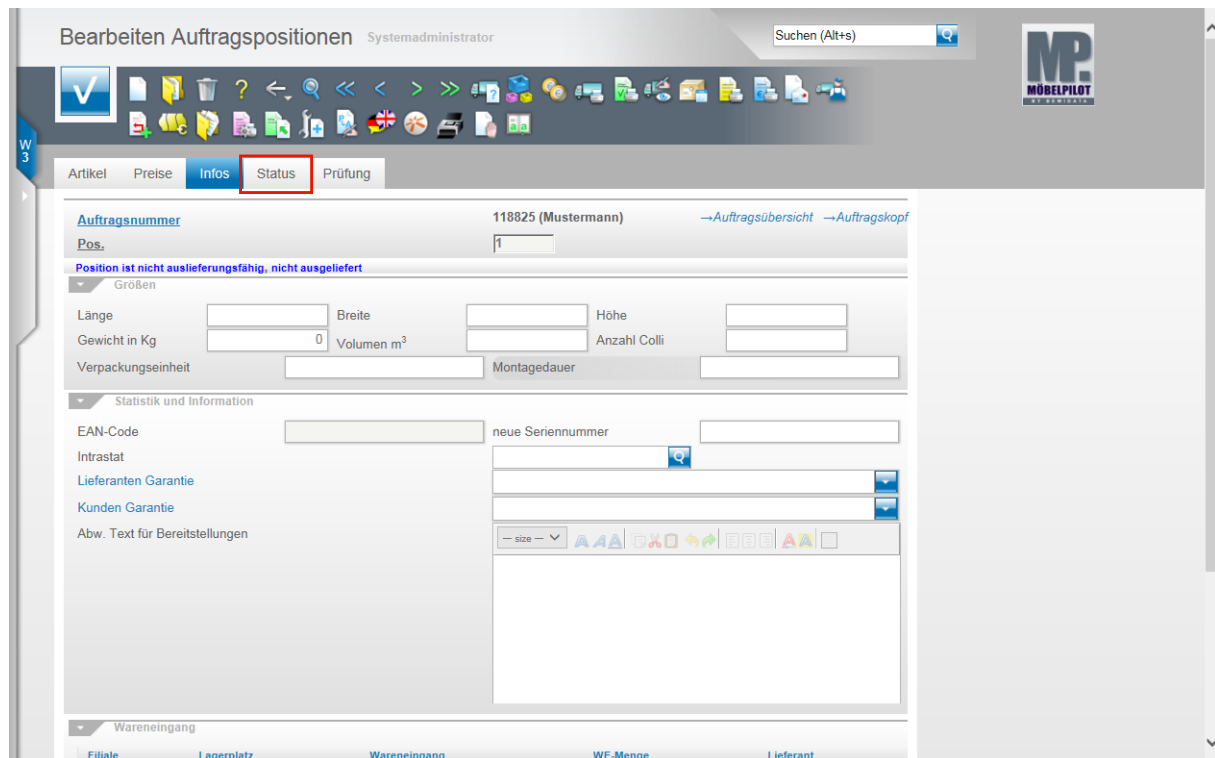 Bearbeiten Auftragspositionen Systemadministrator Suchen (Alt+s)
MP
MÖBELPILOT
W
3
Artikel Preise Infos Status Prüfung
Auftragsnummer 118825 (Mustermann) →Auftragsübersicht →Auftragskopf
Pos. 1
Position ist nicht auslieferungsfähig, nicht ausgeliefert
Größen
Länge Breite Höhe
Gewicht in Kg 0 Volumen m³ Anzahl Colli
Verpackungseinheit Montagedauer
Statistik und Information
EAN-Code neue Seriennummer
Intrastat
Lieferanten Garantie
Kunden Garantie
Abw. Text für Bereitstellungen — size —
Wareneingang
Filiale Lagerplatz Wareneingang WE-Menge Lieferant